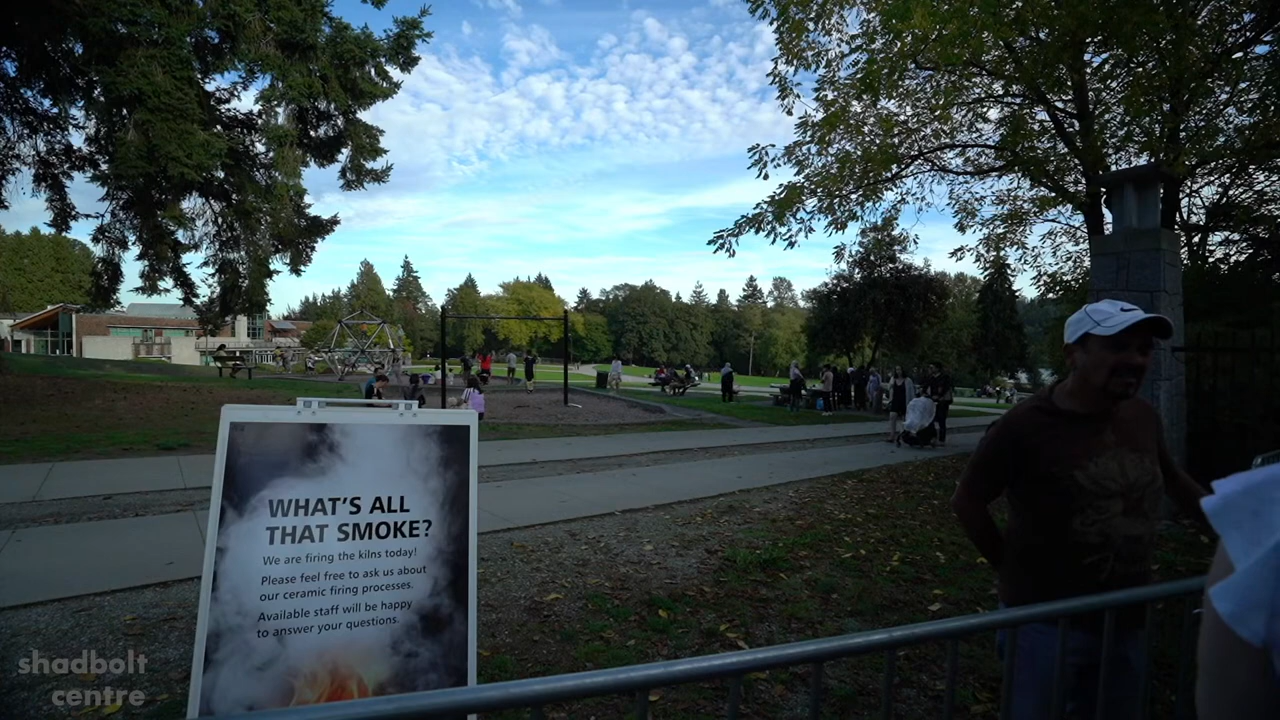 WHAT'S ALL
THAT SMOKE?
We are firing the kilns today!
Please feel free to ask us about
our ceramic firing processes.
Available staff will be happy
to answer your questions.
shadbolt
centre